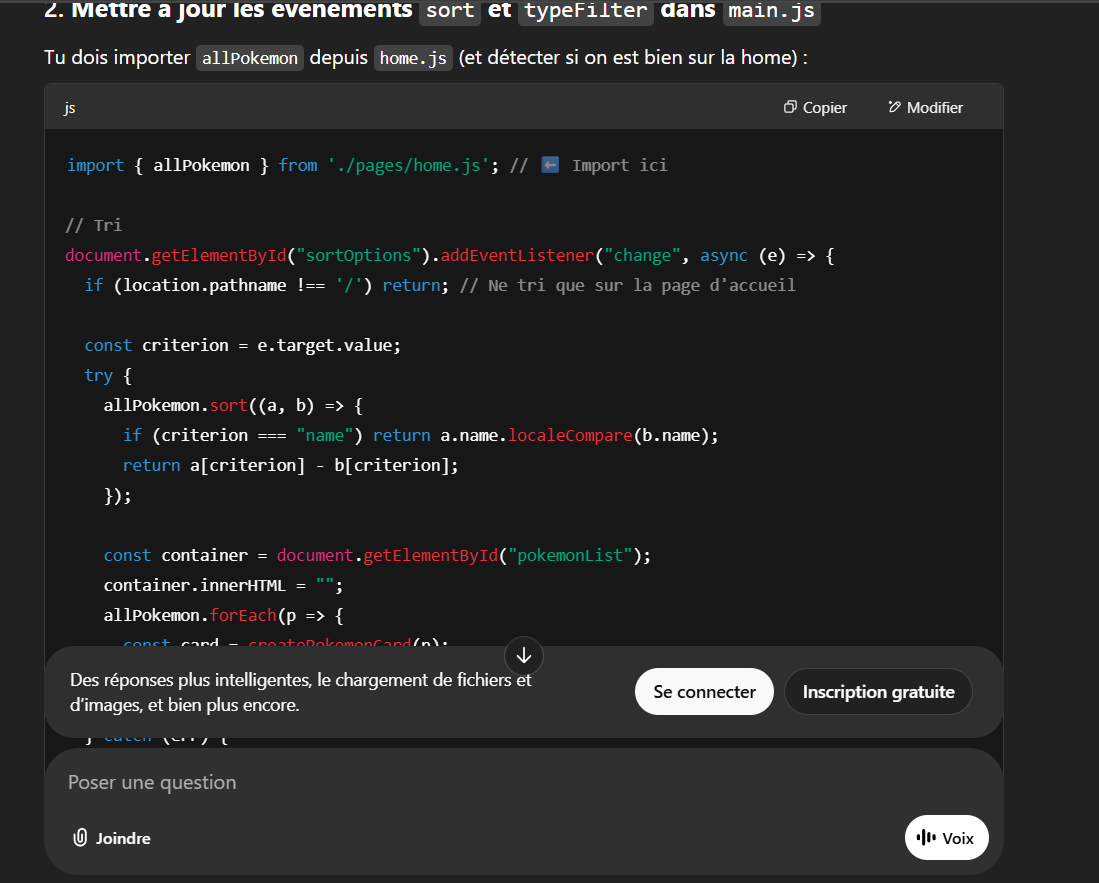 2. Mettre à jour les événements sort et typeFilter dans main.js
Tu dois importer allPokemon depuis home.js (et détecter si on est bien sur la home) :
js Copier Modifier
import { allPokemon } from './pages/home.js'; // ⬅️ Import ici
// Tri
document.getElementById("sortOptions").addEventListener("change", async (e) => {
if (location.pathname !== '/') return; // Ne tri que sur la page d'accueil
const criterion = e.target.value;
try {
allPokemon.sort((a, b) => {
if (criterion === "name") return a.name.localeCompare(b.name);
return a[criterion] - b[criterion];
});
const container = document.getElementById("pokemonList");
container.innerHTML = "";
allPokemon.forEach(p => {
const card = createPokemonCard(p);
Des réponses plus intelligentes, le chargement de fichiers et
d'images, et bien plus encore.
Se connecter
Inscription gratuite
} catch (err) {
Poser une question
Joindre
Voix